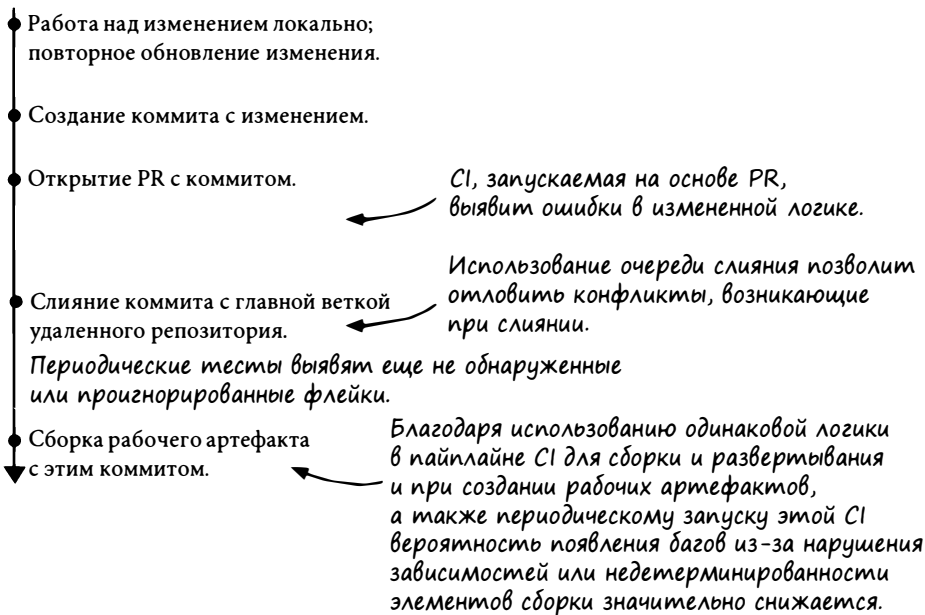 Работа над изменением локально;
повторное обновление изменения.
Создание коммита с изменением.
Открытие PR с коммитом.
CI, запускаемая на основе PR,
выявит ошибки в измененной логике.
Использование очереди слияния позволит
отловить конфликты, возникающие
при слиянии.
Слияние коммита с главной веткой
удаленного репозитория.
Периодические тесты выявят еще не обнаруженные
или проигнорированные флейки.
Сборка рабочего артефакта
с этим коммитом.
Благодаря использованию одинаковой логики
в пайплайне CI для сборки и развертывания
и при создании рабочих артефактов,
а также периодическому запуску этой CI
вероятность появления багов из-за нарушения
зависимостей или недетерминированности
элементов сборки значительно снижается.